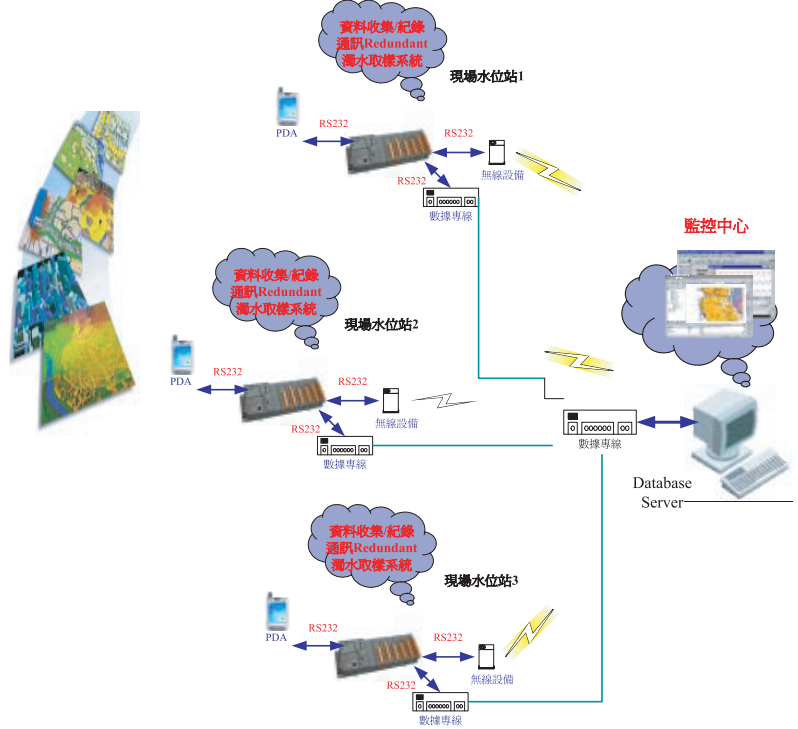 資料收集/紀錄
通訊Redundant
濁水取樣系統
現場水位站1
PDA
RS232
RS232
無線設備
RS232
數據專線
監控中心
資料收集/紀錄
通訊Redundant
濁水取樣系統
現場水位站2
PDA
RS232
RS232
無線設備
RS232
數據專線
數據專線
Database
Server
資料收集/紀錄
通訊Redundant
濁水取樣系統
現場水位站3
PDA
RS232
RS232
無線設備
RS232
數據專線